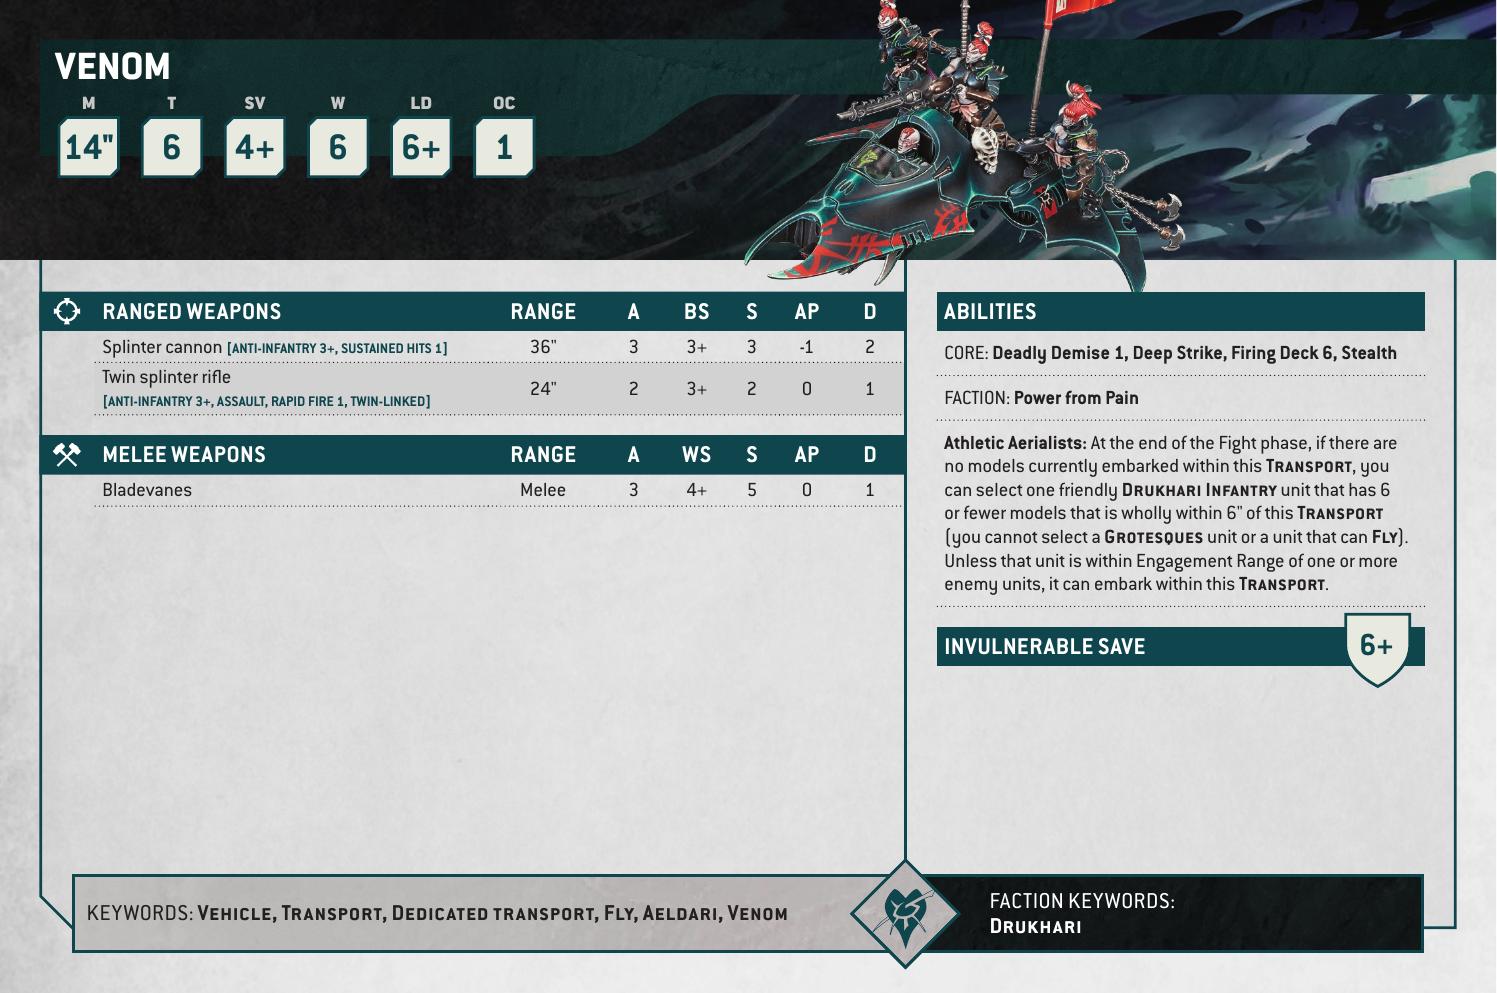 VENOM
M T SV W LD OC
14" 6 4+ 6 6+ 1
RANGED WEAPONS RANGE A BS S AP D
Splinter cannon [ANTI-INFANTRY 3+, SUSTAINED HITS 1] 36" 3 3+ 3 -1 2
Twin splinter rifle
[ANTI-INFANTRY 3+, ASSAULT, RAPID FIRE 1, TWIN-LINKED] 24" 2 3+ 2 0 1
MELEE WEAPONS RANGE A WS S AP D
Bladevanes Melee 3 4+ 5 0 1
ABILITIES
CORE: Deadly Demise 1, Deep Strike, Firing Deck 6, Stealth
FACTION: Power from Pain
Athletic Aerialists: At the end of the Fight phase, if there are
no models currently embarked within this TRANSPORT, you
can select one friendly DRUKHARI INFANTRY unit that has 6
or fewer models that is wholly within 6" of this TRANSPORT
(you cannot select a GROTESQUES unit or a unit that can FLY).
Unless that unit is within Engagement Range of one or more
enemy units, it can embark within this TRANSPORT.
INVULNERABLE SAVE 6+
KEYWORDS: VEHICLE, TRANSPORT, DEDICATED TRANSPORT, FLY, AELDARI, VENOM
FACTION KEYWORDS:
DRUKHARI